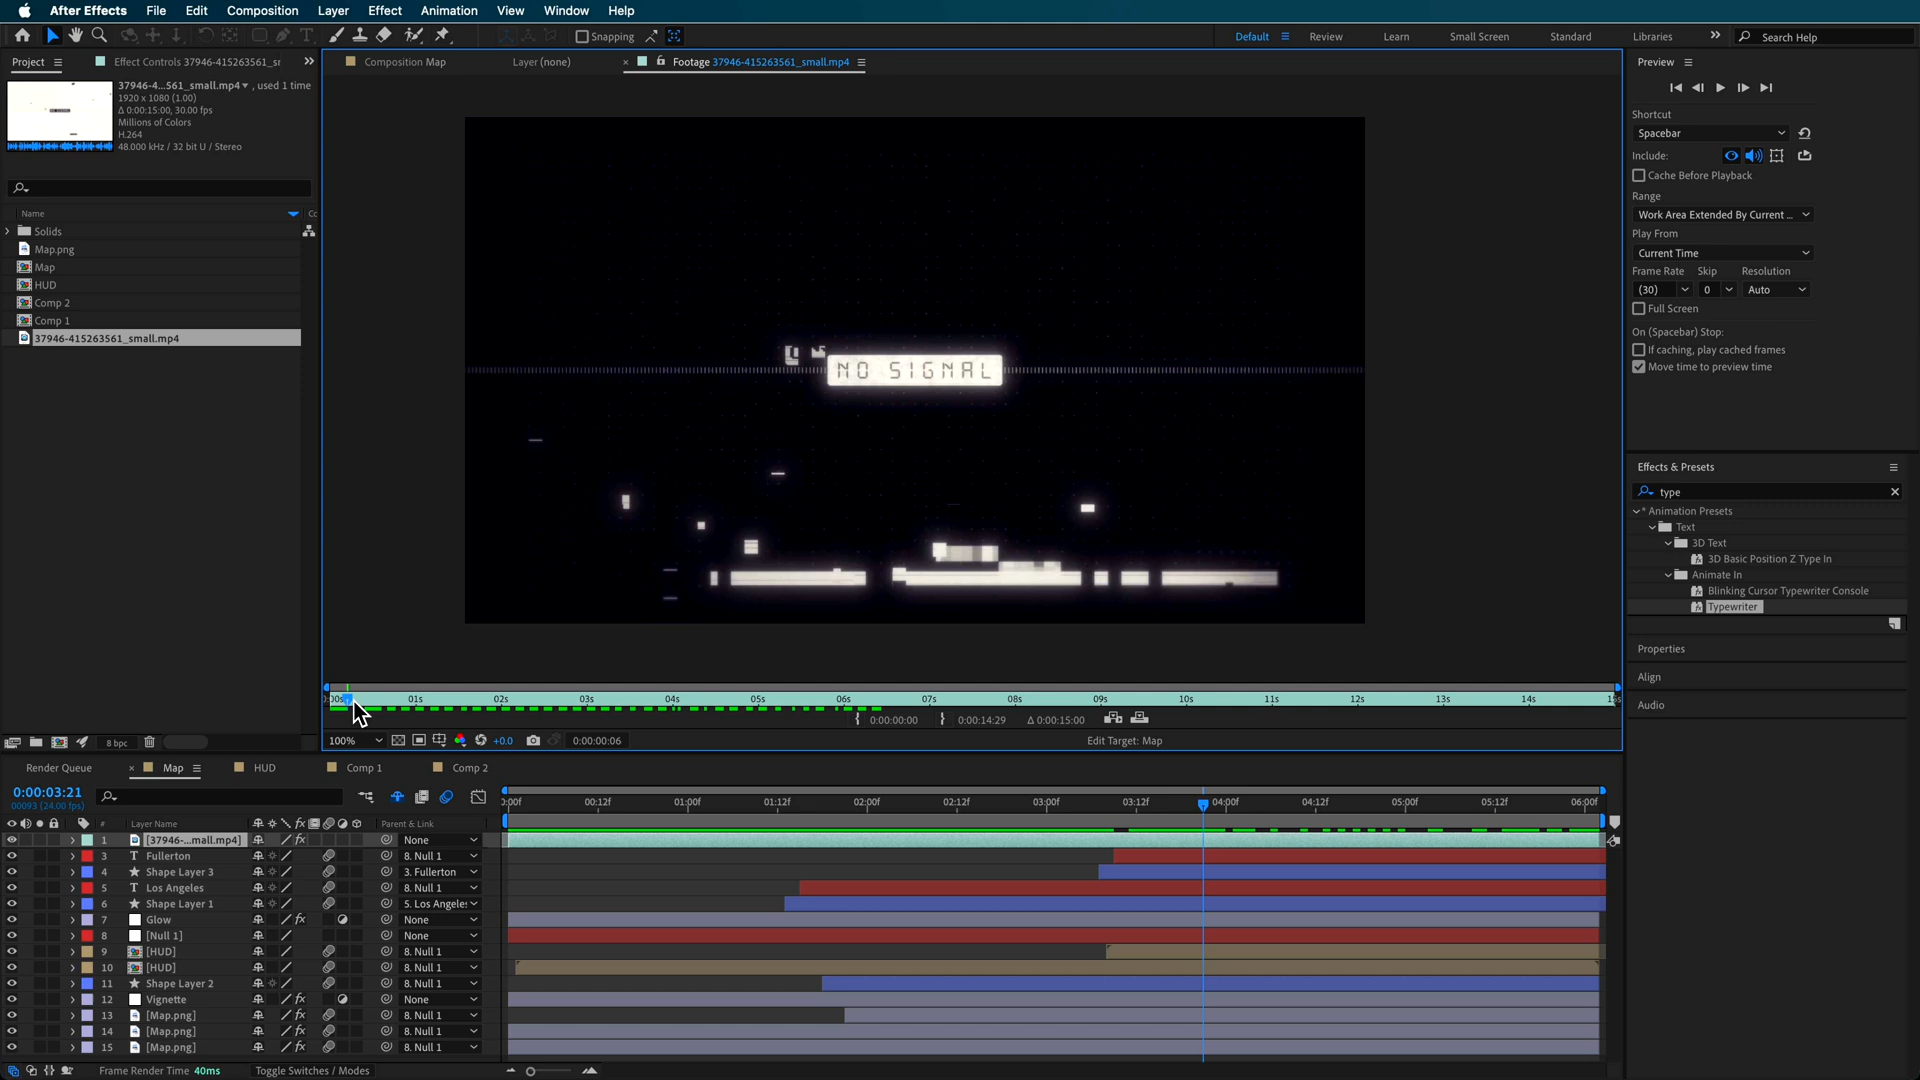 After Effects File Edit Composition Layer Effect Animation View Window Help
Snapping Default Review Learn Small Screen Standard Libraries Search Help
Project Effect Controls 37946-415263561_sr
37946-4...561_small.mp4 , used 1 time
1920 x 1080 (1.00)
Δ 0:00:15:00, 30.00 fps
Millions of Colors
H.264
48.000 kHz / 32 bit U / Stereo
Name
Solids
Map.png
Map
HUD
Comp 2
Comp 1
37946-415263561_small.mp4
8 bpc
Composition Map Layer (none) Footage 37946-415263561_small.mp4
NO SIGNAL
01s 02s 03s 04s 05s 06s 07s 08s 09s 10s 11s 12s 13s 14s
0:00:00:00 0:00:14:29 Δ 0:00:15:00
100% +0.0 0:00:00:06 Edit Target: Map
Preview
Shortcut
Spacebar
Include:
Cache Before Playback
Range
Work Area Extended By Current ...
Play From
Current Time
Frame Rate Skip Resolution
(30) 0 Auto
Full Screen
On (Spacebar) Stop:
If caching, play cached frames
Move time to preview time
Effects & Presets
type
* Animation Presets
Text
3D Text
3D Basic Position Z Type In
Animate In
Blinking Cursor Typewriter Console
Typewriter
Properties
Align
Audio
Render Queue Map HUD Comp 1 Comp 2
0:00:03:21
00093 (24.00 fps)
:00f 00:12f 01:00f 01:12f 02:00f 02:12f 03:00f 03:12f 04:00f 04:12f 05:00f 05:12f 06:00f
# Layer Name Parent & Link
1 [37946-...mall.mp4] None
3 Fullerton 8. Null 1
4 Shape Layer 3 3. Fullerton
5 Los Angeles 8. Null 1
6 Shape Layer 1 5. Los Angeles
7 Glow None
8 [Null 1] None
9 [HUD] 8. Null 1
10 [HUD] 8. Null 1
11 Shape Layer 2 8. Null 1
12 Vignette None
13 [Map.png] 8. Null 1
14 [Map.png] 8. Null 1
15 [Map.png] 8. Null 1
Frame Render Time 40ms Toggle Switches / Modes